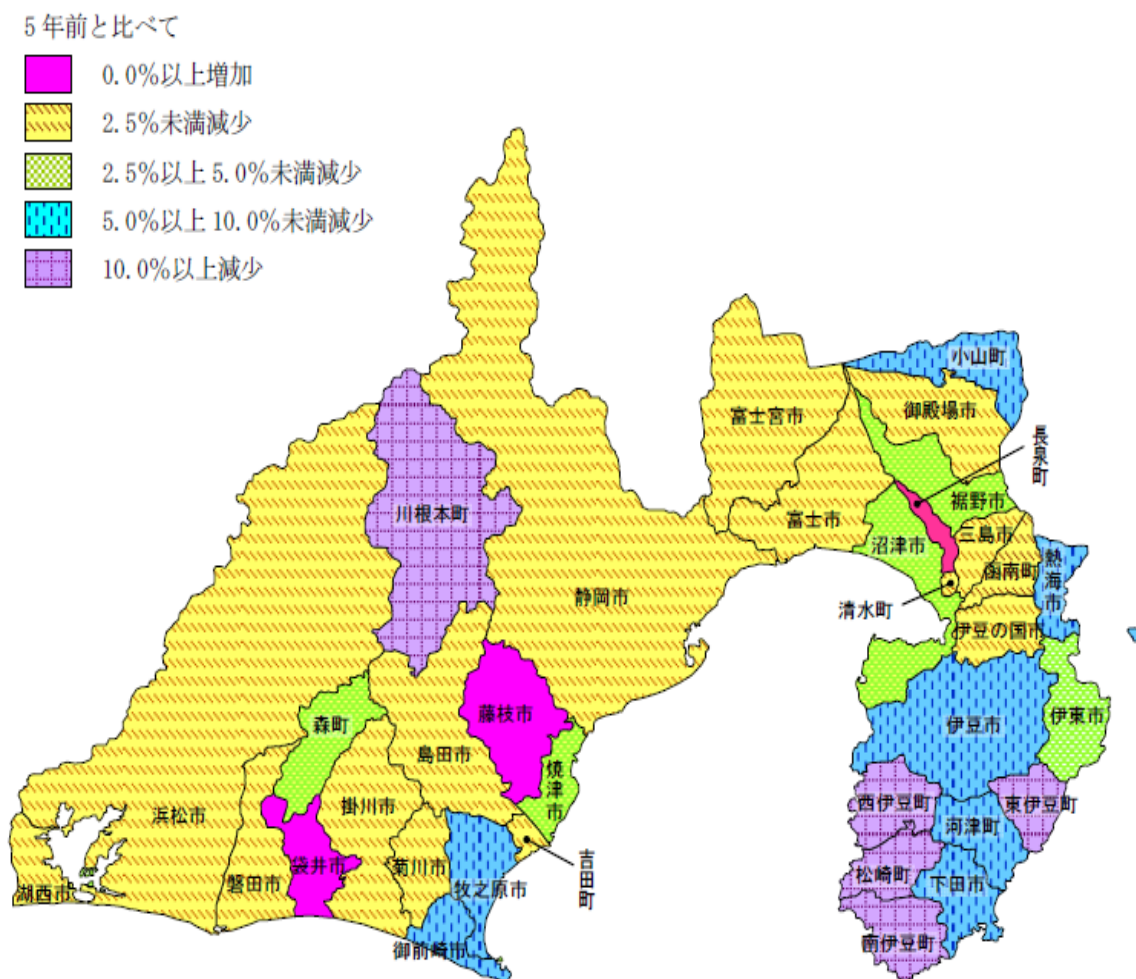 5年前と比べて
0.0%以上増加
2.5%未満減少
2.5%以上5.0%未満減少
5.0%以上10.0%未満減少
10.0%以上減少
小山町
御殿場市
富士宮市
長泉町
裾野市
川根本町
富士市
沼津市
三島市
函南町
熱海市
静岡市
清水町
伊豆の国市
藤枝市
森町
島田市
焼津市
伊豆市
伊東市
浜松市
掛川市
西伊豆町
東伊豆町
河津町
袋井市
菊川市
吉田町
湖西市
磐田市
牧之原市
松崎町
下田市
御前崎市
南伊豆町